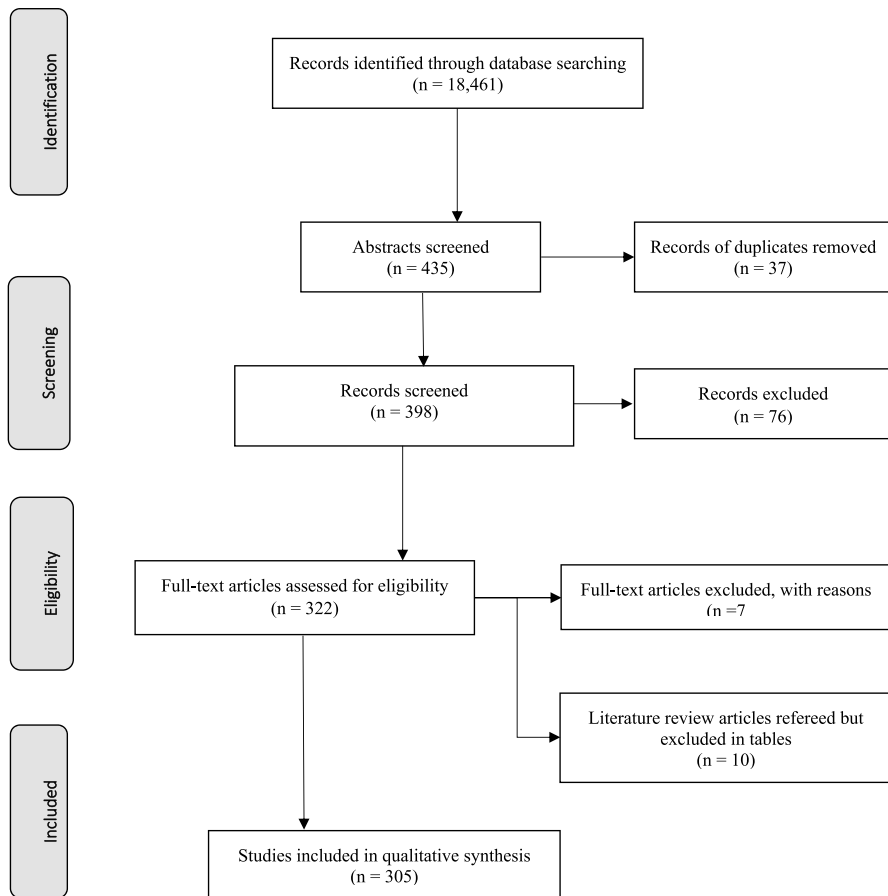 Identification
Records identified through database searching
(n = 18,461)
Abstracts screened
(n = 435)
Records of duplicates removed
(n = 37)
Screening
Records screened
(n = 398)
Records excluded
(n = 76)
Eligibility
Full-text articles assessed for eligibility
(n = 322)
Full-text articles excluded, with reasons
(n =7
Literature review articles refereed but
excluded in tables
(n = 10)
Included
Studies included in qualitative synthesis
(n = 305)